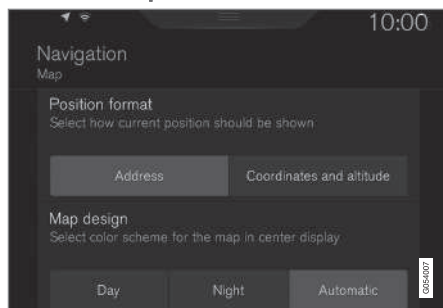 10:00
Navigation
Map
Position format
Select how current position should be shown
Address
Coordinates and altitude
Map design
Select color scheme for the map in center display
Day
Night
Automatic
G054007